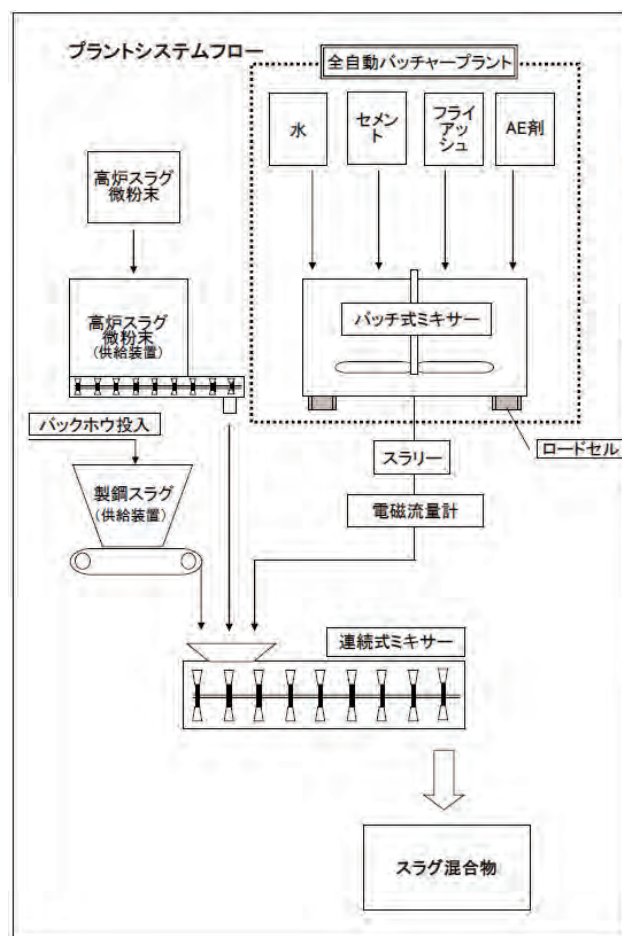 プラントシステムフロー
全自動バッチャープラント
水
セメン
ト
フライ
アッシ
ュ
AE剤
高炉スラグ
微粉末
高炉スラグ
微粉末
(供給装置)
バッチ式ミキサー
バックホウ投入
ロードセル
スラリー
製鋼スラグ
(供給装置)
電磁流量計
連続式ミキサー
スラグ混合物